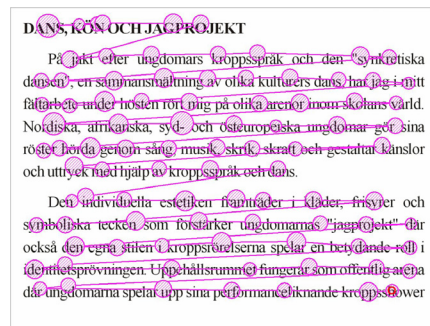 DANS, KÖN OCH JAGPROJEKT
På jakt efter ungdomars kroppsspråk och den "synkretiska
dansen", en sammansmältning av olika kulturers dans, har jag i mitt
fältarbete under hösten rört mig på olika arenor inom skolans värld.
Nordiska, afrikanska, syd- och östeuropeiska ungdomar gör sina
röster hörda genom sång, musik, skrik, skratt och gestaltar känslor
och uttryck med hjälp av kroppsspråk och dans.
Den individuella estetiken framträder i kläder, frisyrer och
symboliska tecken som förstärker ungdomarnas "jagprojekt" där
också den egna stilen i kroppsrörelserna spelar en betydande roll i
identitetsprövningen. Uppehållsrummet fungerar som offentlig arena
där ungdomarna spelar upp sina performanceliknande kroppsshower